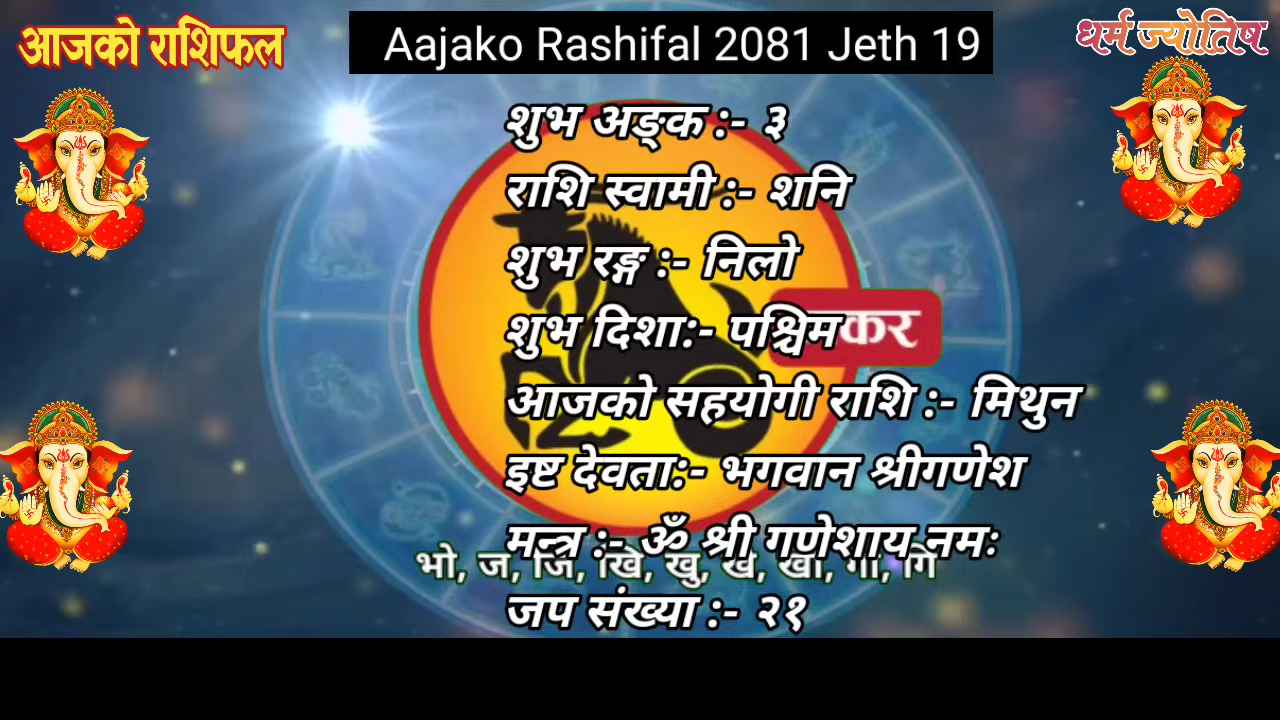 आजको राशिफल
Aajako Rashifal 2081 Jeth 19
धर्म ज्योतिष
शुभ अङ्क :- ३
राशि स्वामी :- शनि
शुभ रङ्ग :- निलो
शुभ दिशा:- पश्चिम
मकर
आजको सहयोगी राशि :- मिथुन
इष्ट देवता:- भगवान श्रीगणेश
मन्त्र :- ॐ श्री गणेशाय नमः
भो, ज, जि, खि, खु, खे, खो, गा, गि
जप संख्या :- २१